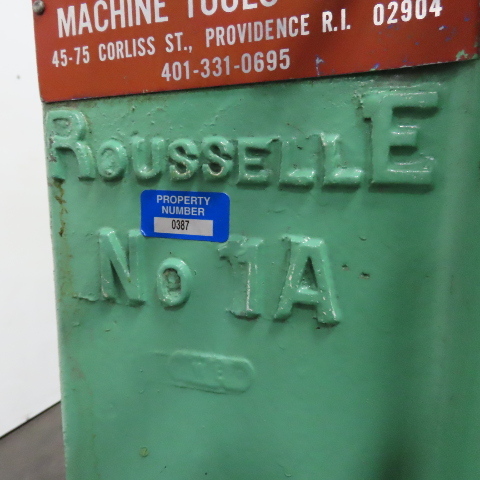 MACHINE TOOLS
45-75 CORLISS ST., PROVIDENCE R.I. 02904
401-331-0695
ROUSSELLE
PROPERTY
NUMBER
0387
No 1A